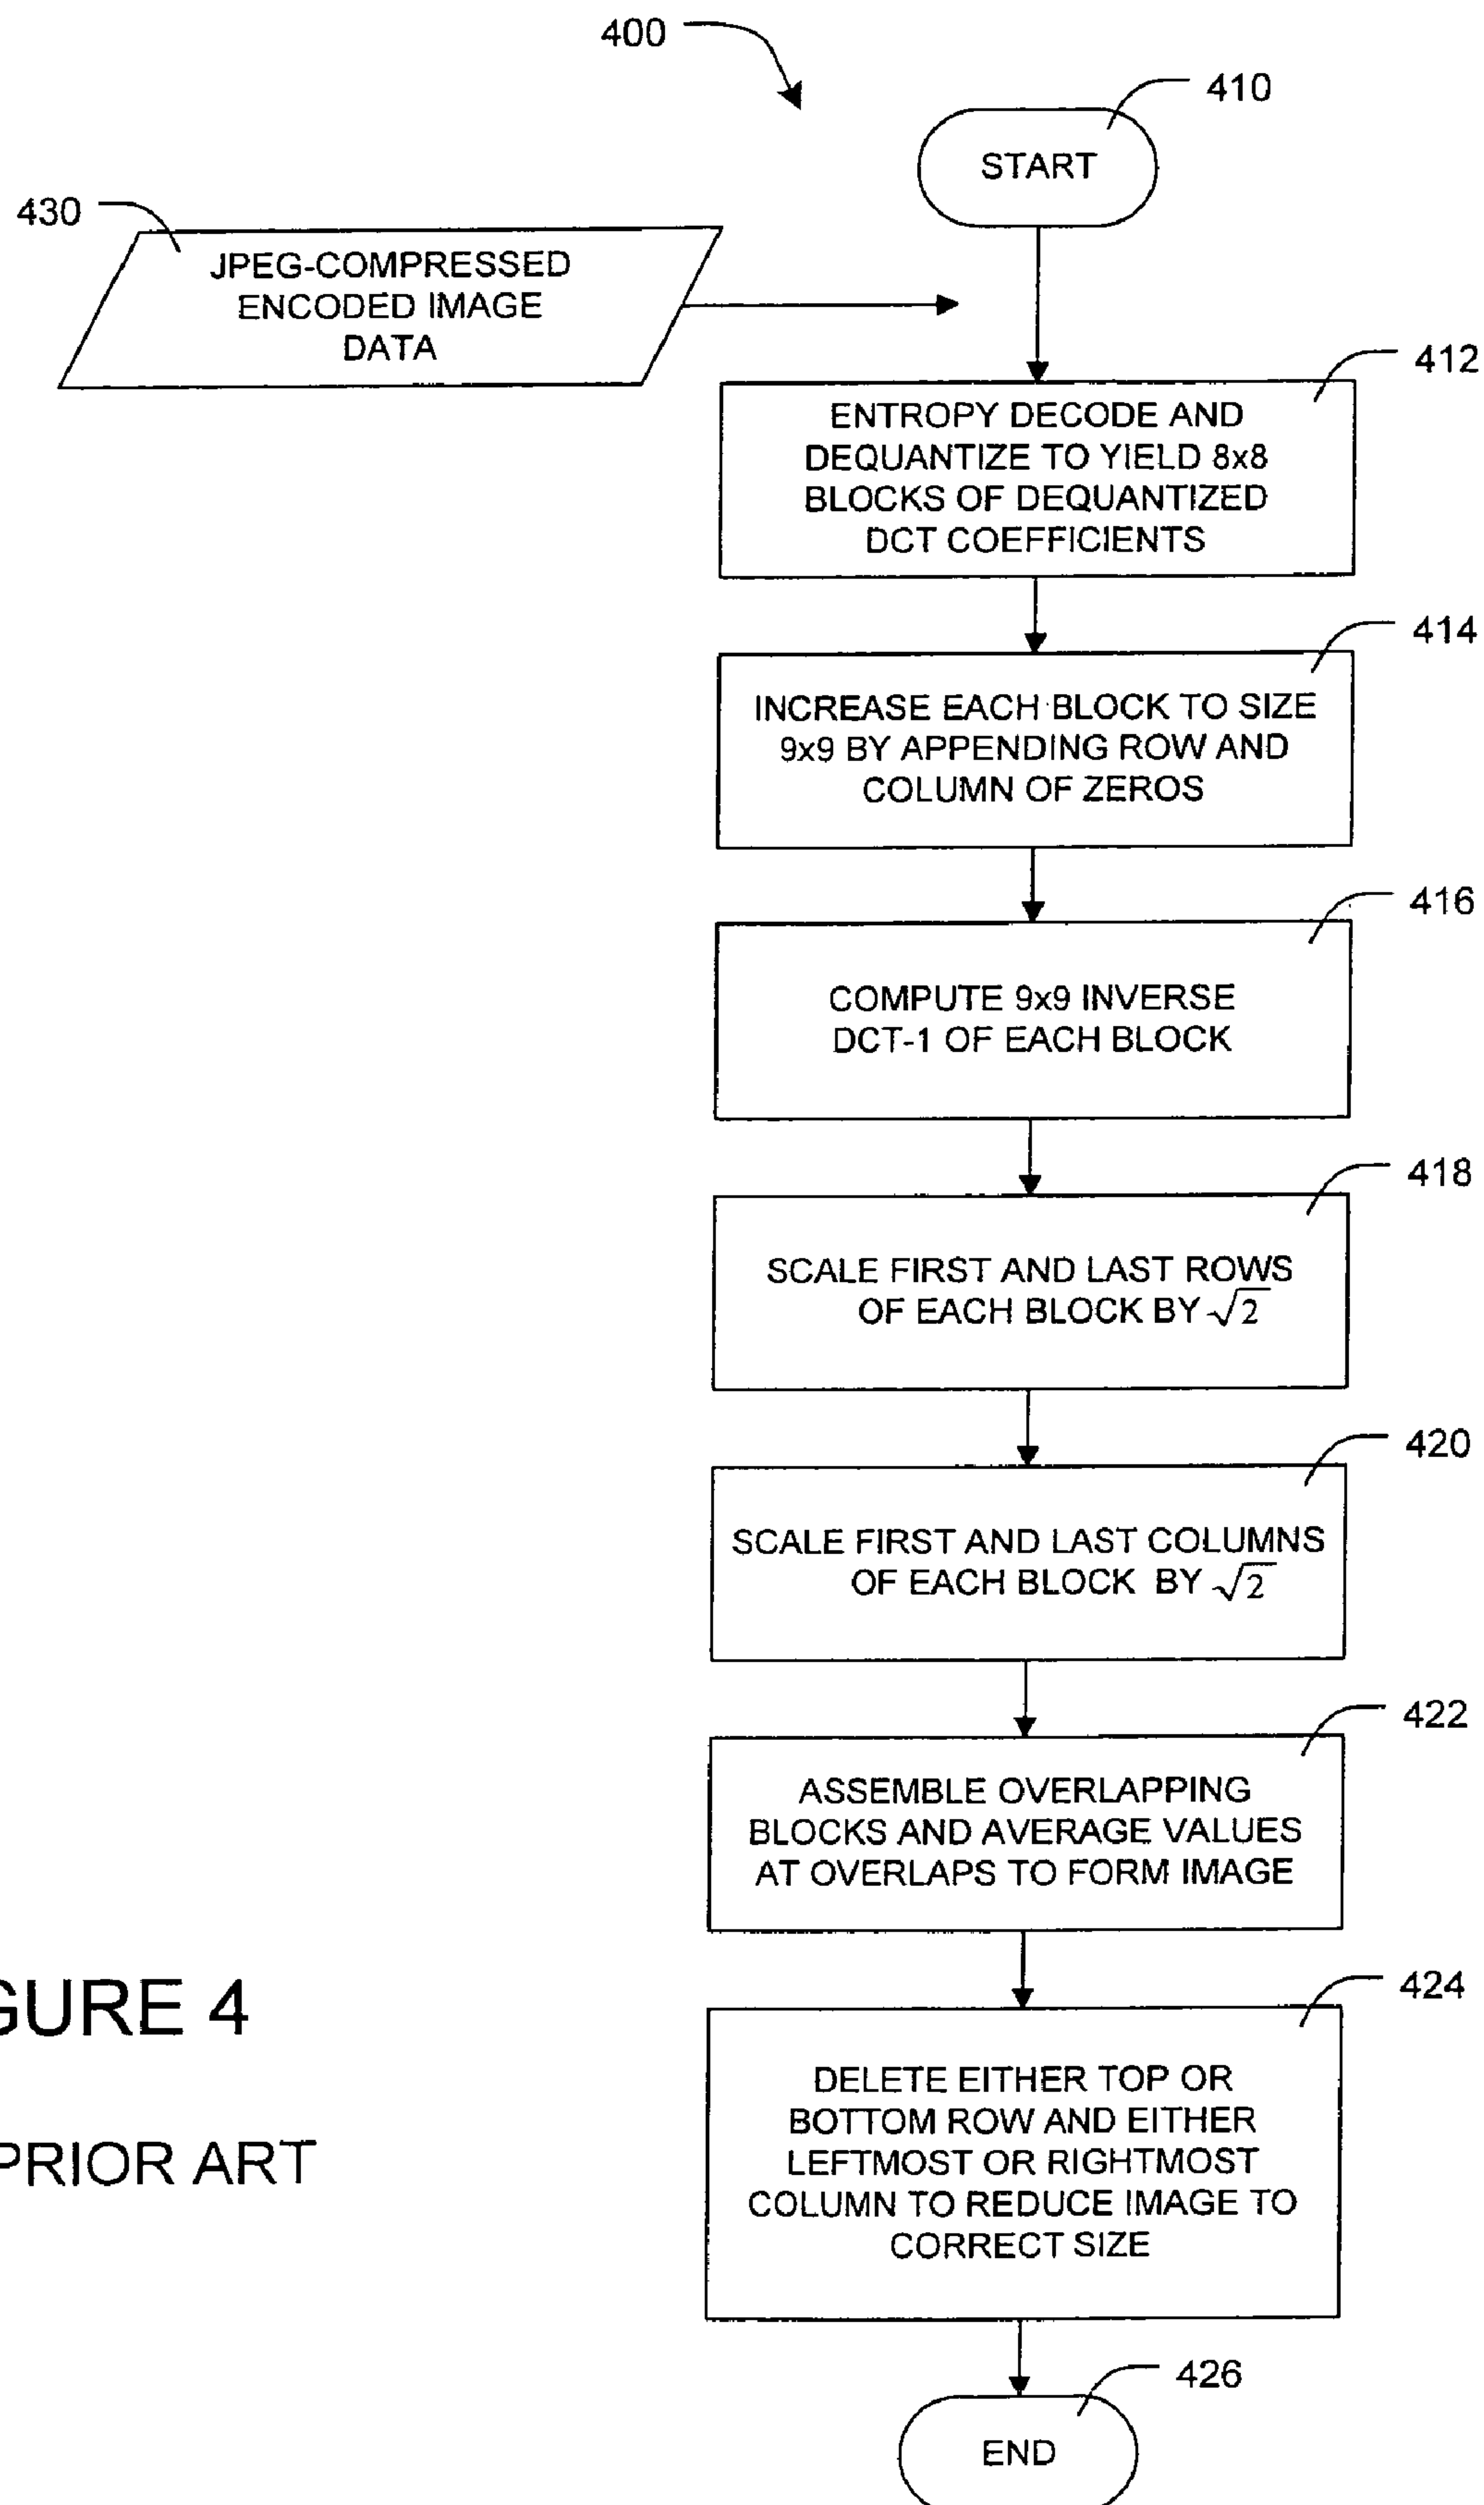 400
410
START
430
JPEG-COMPRESSED
ENCODED IMAGE
DATA
412
ENTROPY DECODE AND
DEQUANTIZE TO YIELD 8x8
BLOCKS OF DEQUANTIZED
DCT COEFFICIENTS
414
INCREASE EACH BLOCK TO SIZE
9x9 BY APPENDING ROW AND
COLUMN OF ZEROS
416
COMPUTE 9x9 INVERSE
DCT-1 OF EACH BLOCK
418
SCALE FIRST AND LAST ROWS
OF EACH BLOCK BY √2
420
SCALE FIRST AND LAST COLUMNS
OF EACH BLOCK BY √2
422
ASSEMBLE OVERLAPPING
BLOCKS AND AVERAGE VALUES
AT OVERLAPS TO FORM IMAGE
424
DELETE EITHER TOP OR
BOTTOM ROW AND EITHER
LEFTMOST OR RIGHTMOST
COLUMN TO REDUCE IMAGE TO
CORRECT SIZE
426
END
GURE 4
PRIOR ART